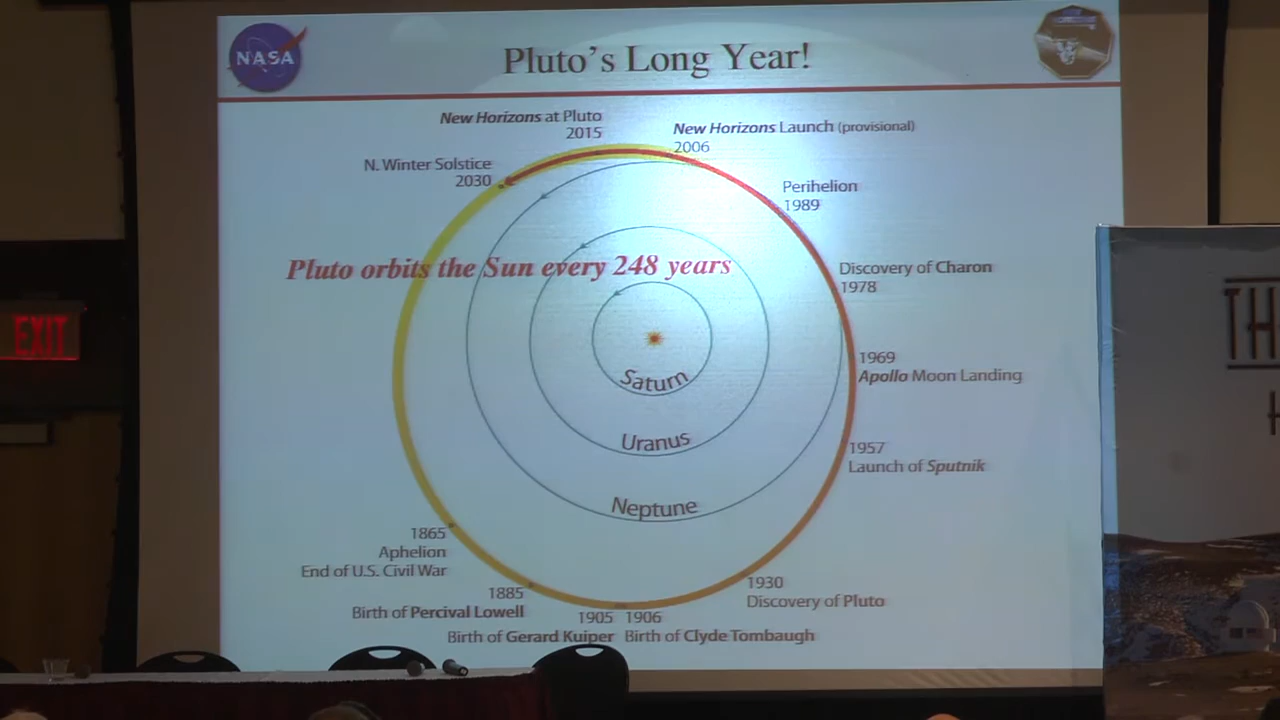 NASA
Pluto's Long Year!
New Horizons at Pluto
2015
New Horizons Launch (provisional)
2006
N. Winter Solstice
2030
Perihelion
1989
Pluto orbits the Sun every 248 years
Discovery of Charon
1978
1969
Apollo Moon Landing
Saturn
Uranus
1957
Launch of Sputnik
Neptune
1865
Aphelion
End of U.S. Civil War
1885
Birth of Percival Lowell
1905
Birth of Gerard Kuiper
1906
Birth of Clyde Tombaugh
1930
Discovery of Pluto
EXIT
TH